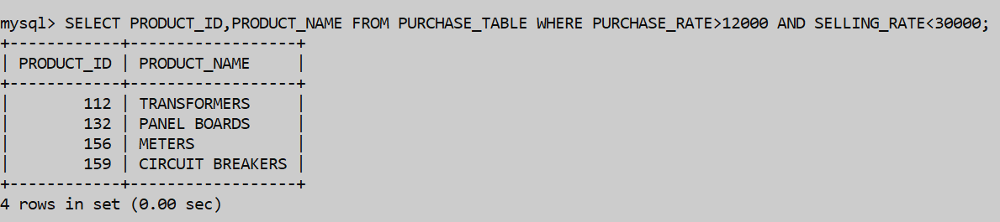 mysql> SELECT PRODUCT_ID,PRODUCT_NAME FROM PURCHASE_TABLE WHERE PURCHASE_RATE>12000 AND SELLING_RATE<30000;
+------------+------------------+
| PRODUCT_ID | PRODUCT_NAME     |
+------------+------------------+
|        112 | TRANSFORMERS     |
|        132 | PANEL BOARDS     |
|        156 | METERS           |
|        159 | CIRCUIT BREAKERS |
+------------+------------------+
4 rows in set (0.00 sec)